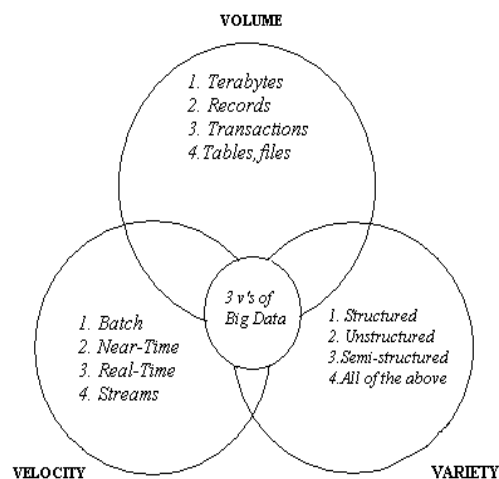 VOLUME
1. Terabytes
2. Records
3. Transactions
4.Tables,files
3 v's of
Big Data
1. Batch
2. Near-Time
3. Real-Time
4. Streams
1. Structured
2. Unstructured
3.Semi-structured
4.All of the above
VELOCITY
VARIETY